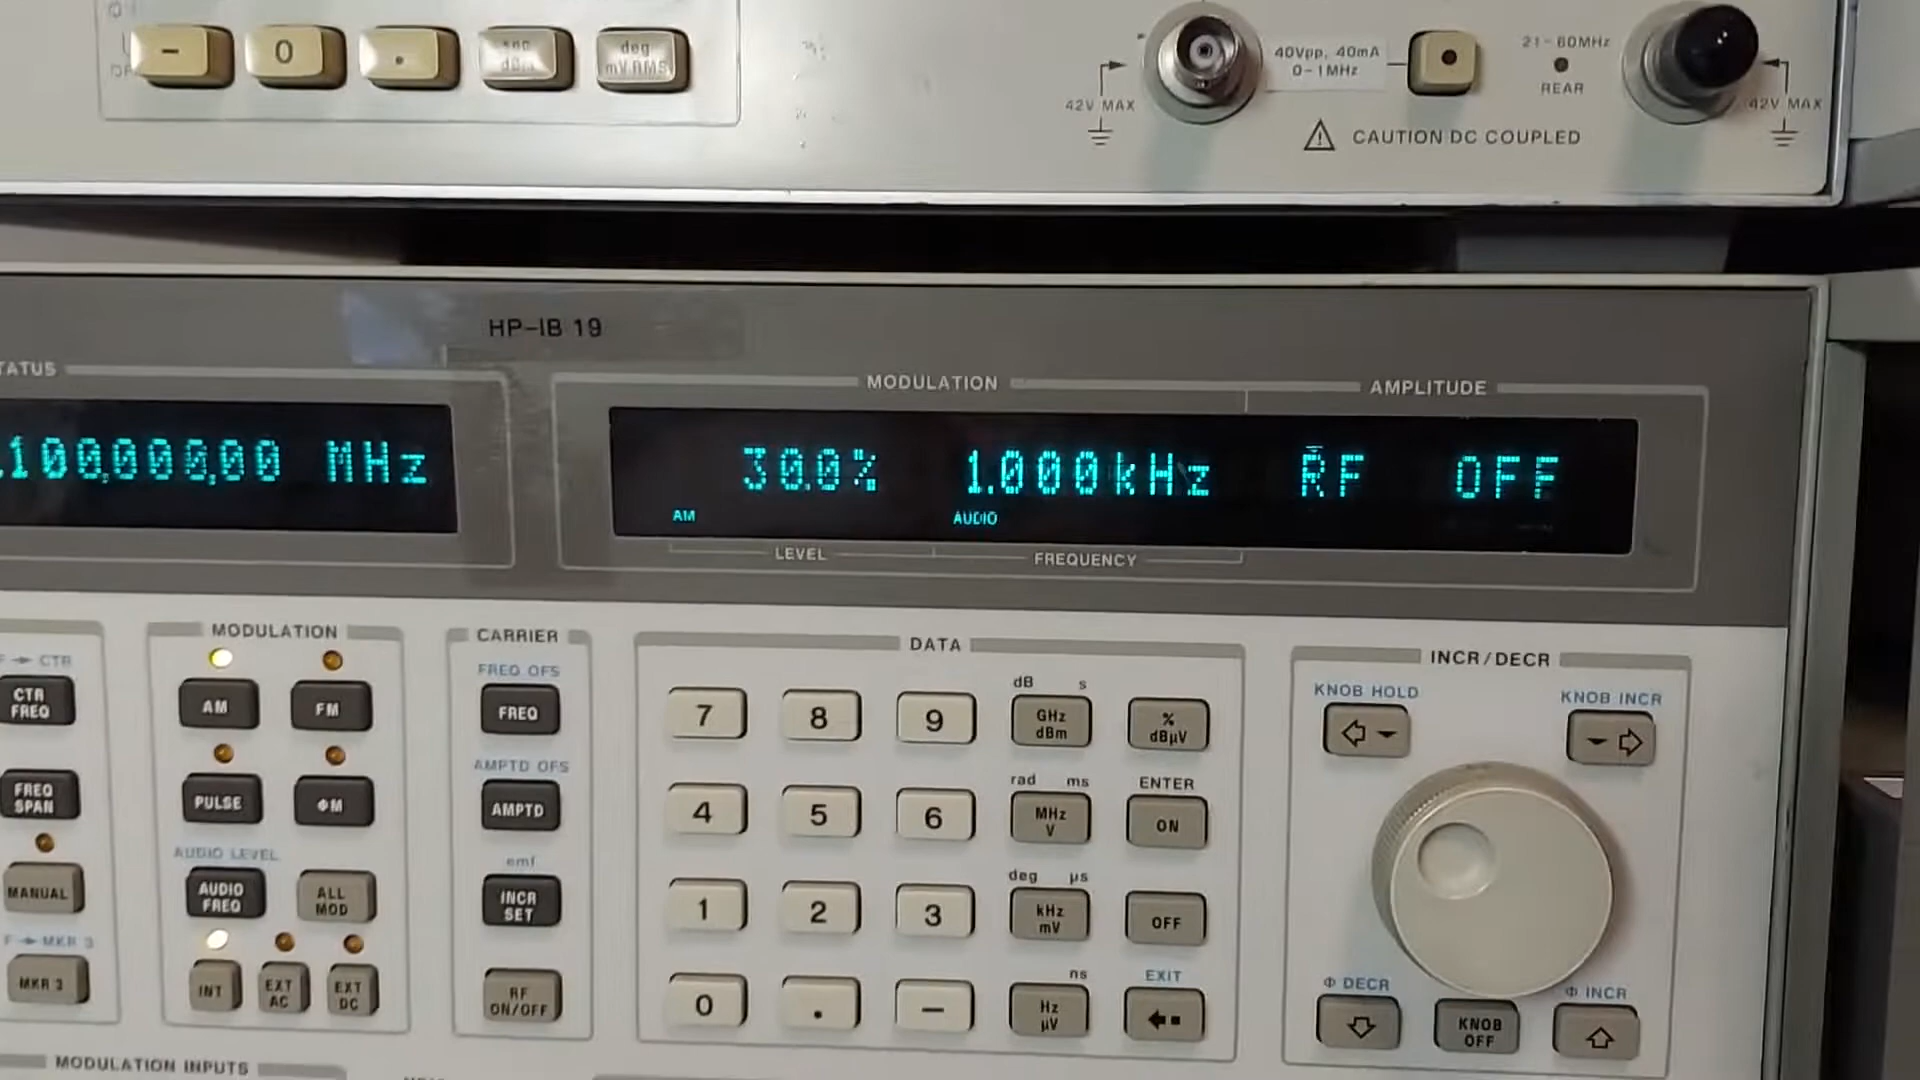 - 0 . deg
mV RMS
40Vpp, 40mA
0-1MHz
42V MAX
21-60MHz
REAR
42V MAX
CAUTION DC COUPLED
HP-IB 19
TATUS
MODULATION
AMPLITUDE
.100,000,00 MHz
30.0% 1.000kHz RF OFF
AM AUDIO
LEVEL FREQUENCY
F → CTR
CTR
FREQ
FREQ
SPAN
MANUAL
F → MKR 3
MKR 3
MODULATION
AM FM
PULSE ΦM
AUDIO LEVEL
AUDIO
FREQ
ALL
MOD
INT
EXT
AC
EXT
DC
MODULATION INPUTS
CARRIER
FREQ OFS
FREQ
AMPTD OFS
AMPTD
emf
INCR
SET
RF
ON/OFF
DATA
dB s
7 8 9
GHz
dBm
%
dBµV
rad ms ENTER
4 5 6
MHz
V
ON
deg µs
1 2 3
kHz
mV
OFF
ns EXIT
0 . -
Hz
µV
INCR/DECR
KNOB HOLD
KNOB INCR
Φ DECR
Φ INCR
KNOB
OFF